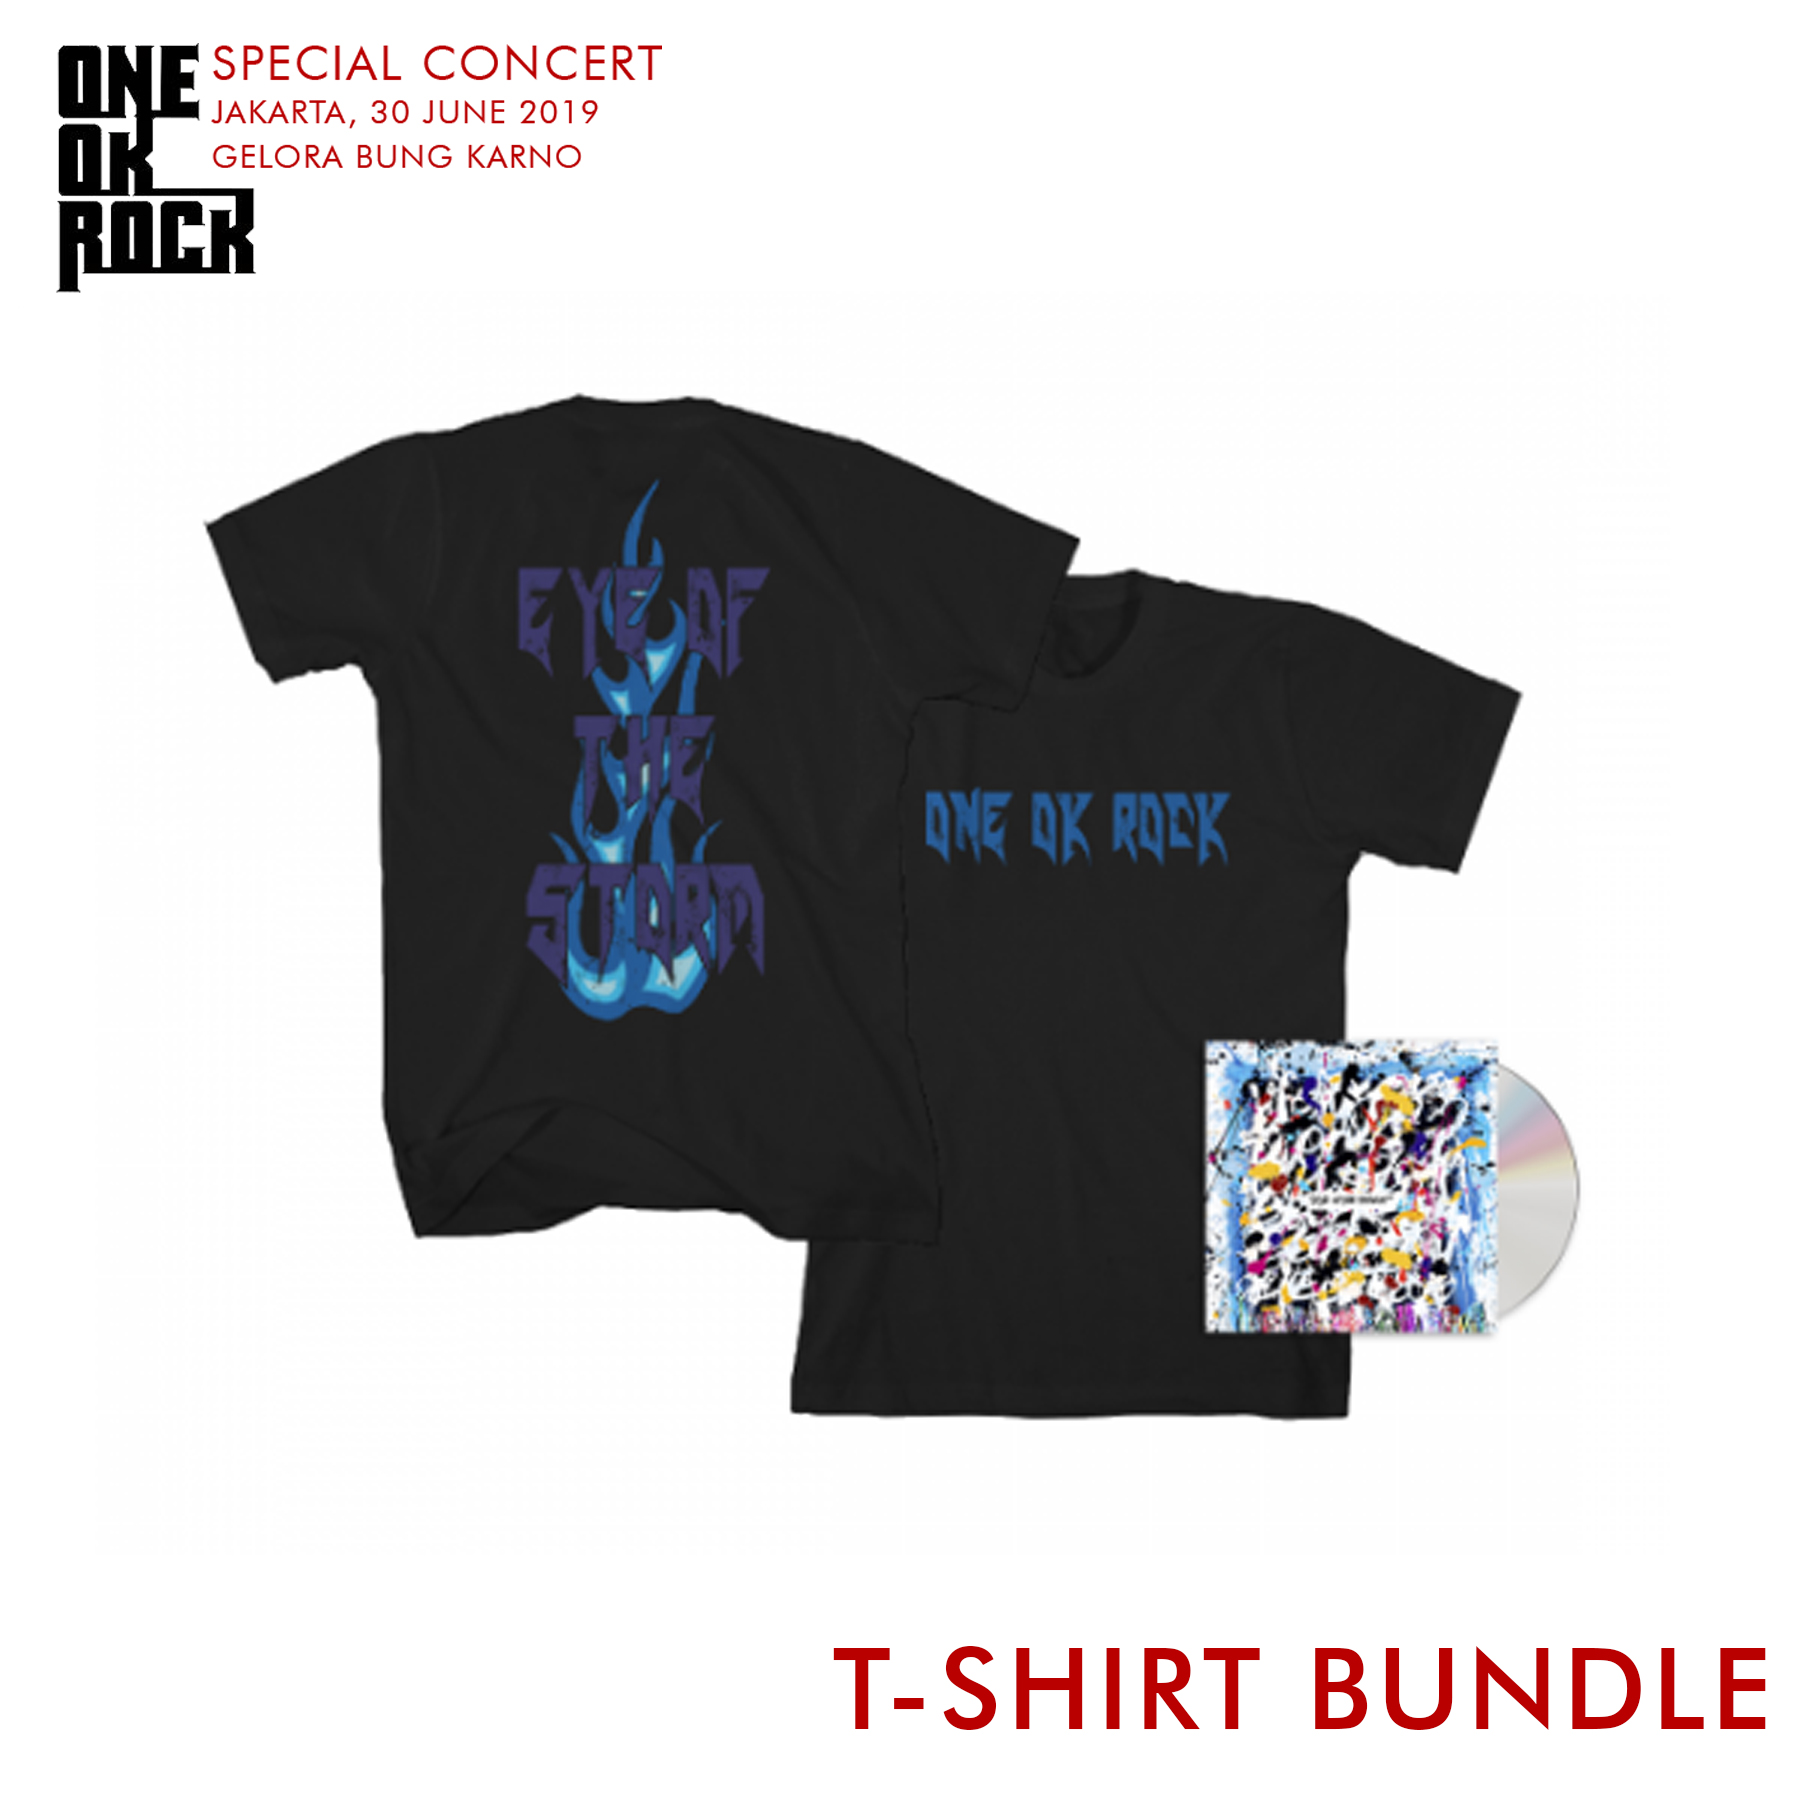 ONE
OK
ROCK
SPECIAL CONCERT
JAKARTA, 30 JUNE 2019
GELORA BUNG KARNO
EYE OF
THE
STORM
ONE OK ROCK
T-SHIRT BUNDLE